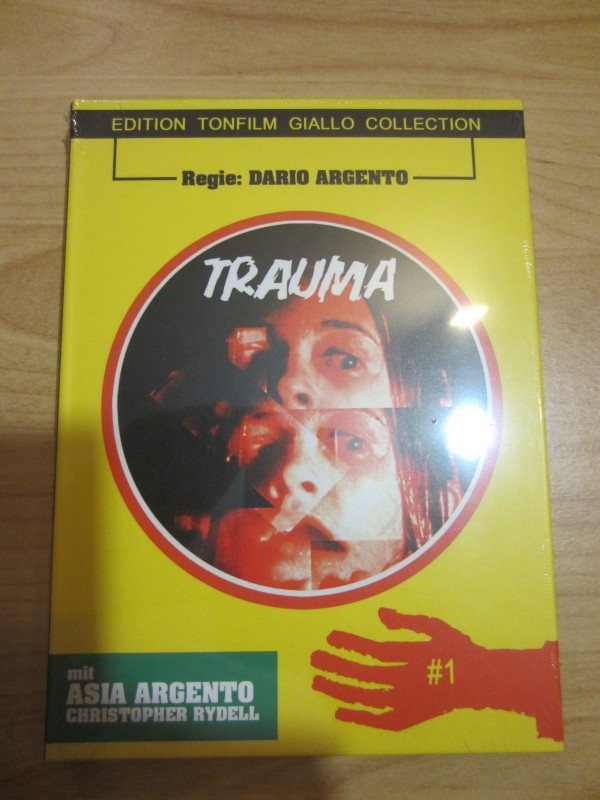 EDITION TONFILM GIALLO COLLECTION
Regie: DARIO ARGENTO
TRAUMA
#1
mit
ASIA ARGENTO
CHRISTOPHER RYDELL